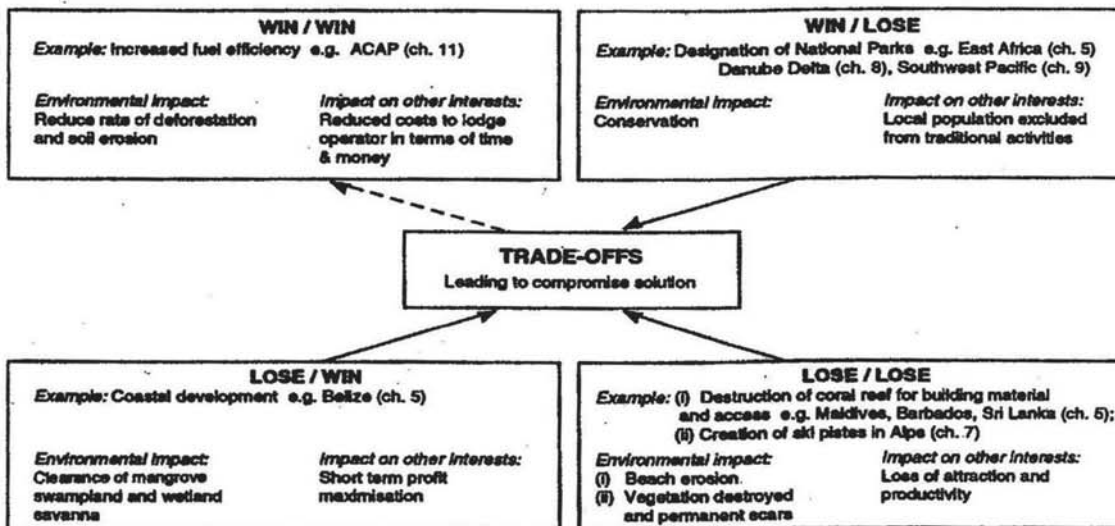 WIN / WIN
Example: Increased fuel efficiency e.g. ACAP (ch. 11)
Environmental Impact:
Reduce rate of deforestation
and soil erosion
Impact on other interests:
Reduced costs to lodge
operator in terms of time
& money
WIN / LOSE
Example: Designation of National Parks e.g. East Africa (ch. 5)
Danube Delta (ch. 8), Southwest Pacific (ch. 9)
Environmental Impact:
Conservation
Impact on other Interests:
Local population excluded
from traditional activities
TRADE-OFFS
Leading to compromise solution
LOSE / WIN
Example: Coastal development e.g. Belize (ch. 5)
Environmental Impact:
Clearance of mangrove
swampland and wetland
savanna
Impact on other Interests:
Short term profit
maximisation
LOSE / LOSE
Example: (i) Destruction of coral reef for building material
and access e.g. Maldives, Barbados, Sri Lanka (ch. 5);
(ii) Creation of ski pistes in Alps (ch. 7)
Environmental Impact:
(i) Beach erosion.
(ii) Vegetation destroyed
and permanent scars
Impact on other Interests:
Loss of attraction and
productivity